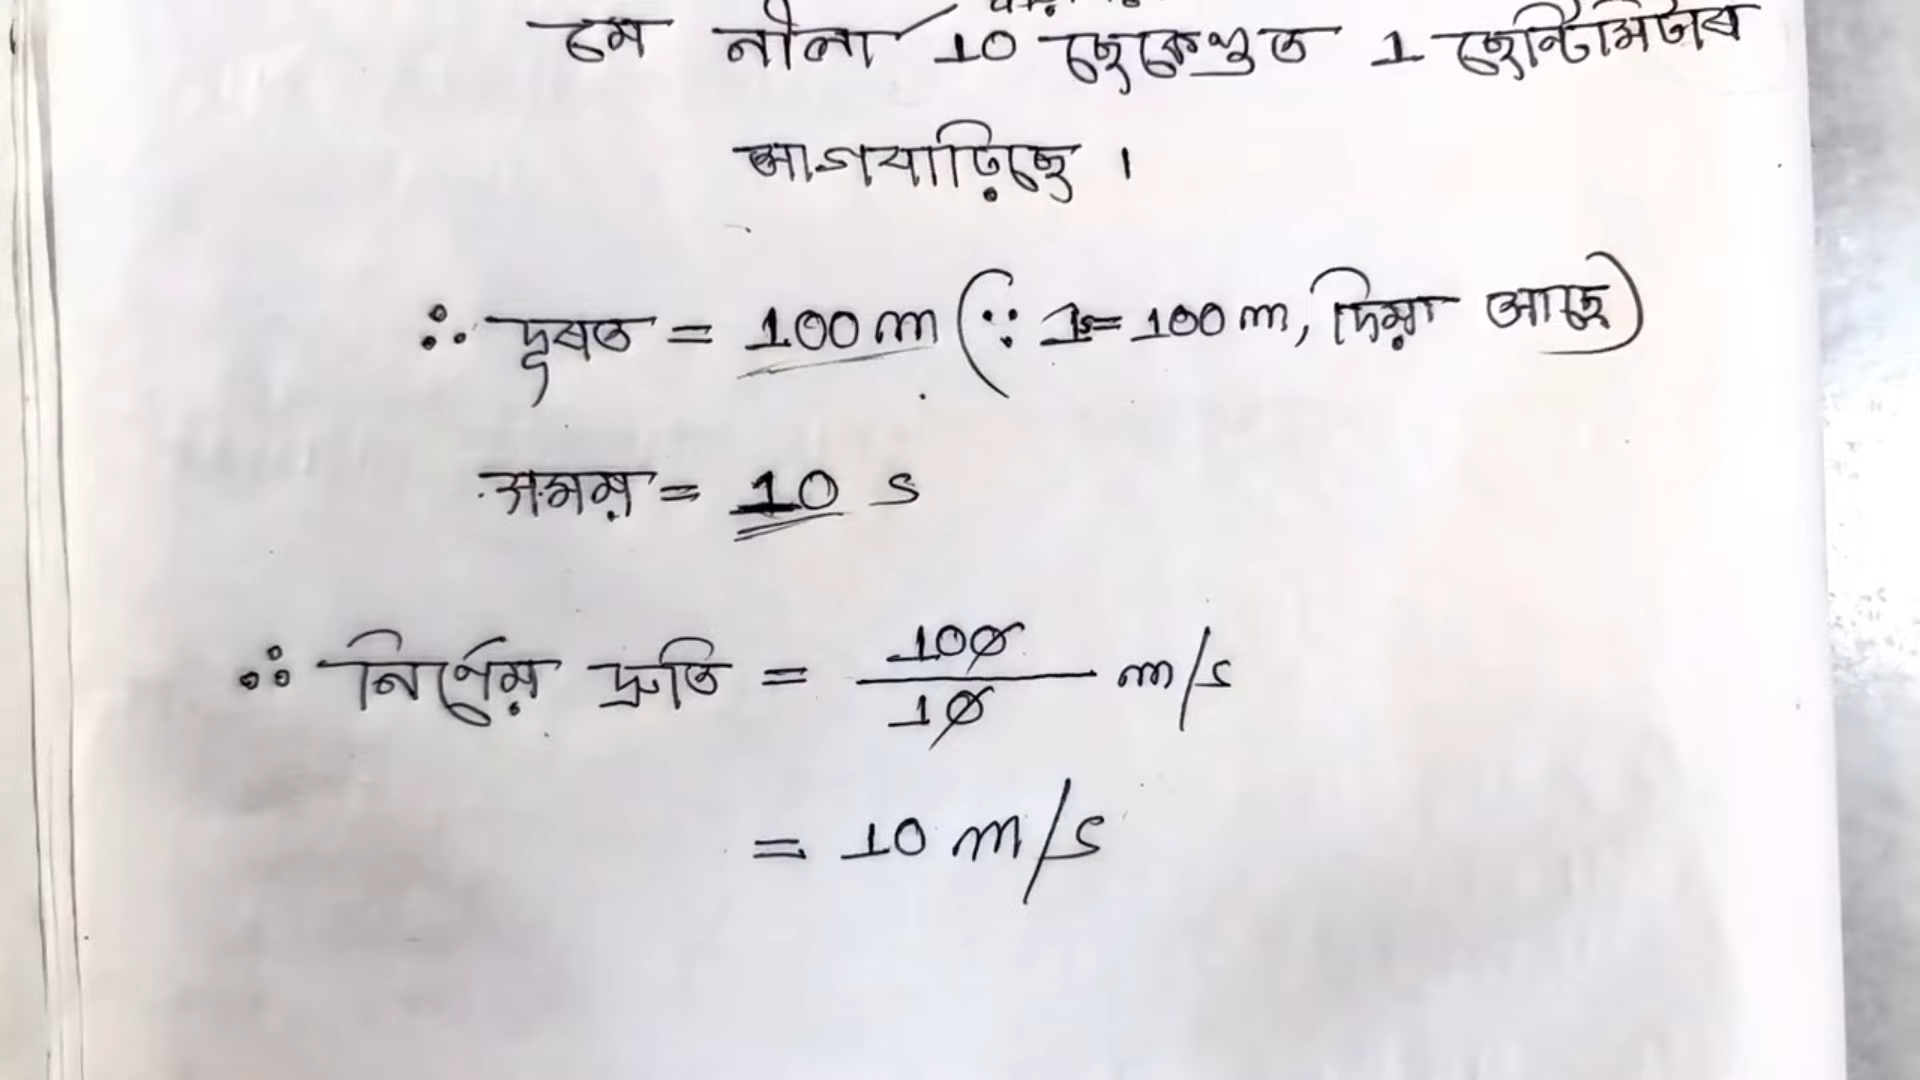 নীলা 10 ছেকেণ্ডত 1 ছেন্টিমিটাৰ
আগবাঢ়িছে।
∴ দূৰত্ব = 100 m (∵ 1 = 100 m, দিয়া আছে)
সময় = 10 s
∴ নিৰ্ণেয় দ্ৰুতি = 100/10 m/s
= 10 m/s